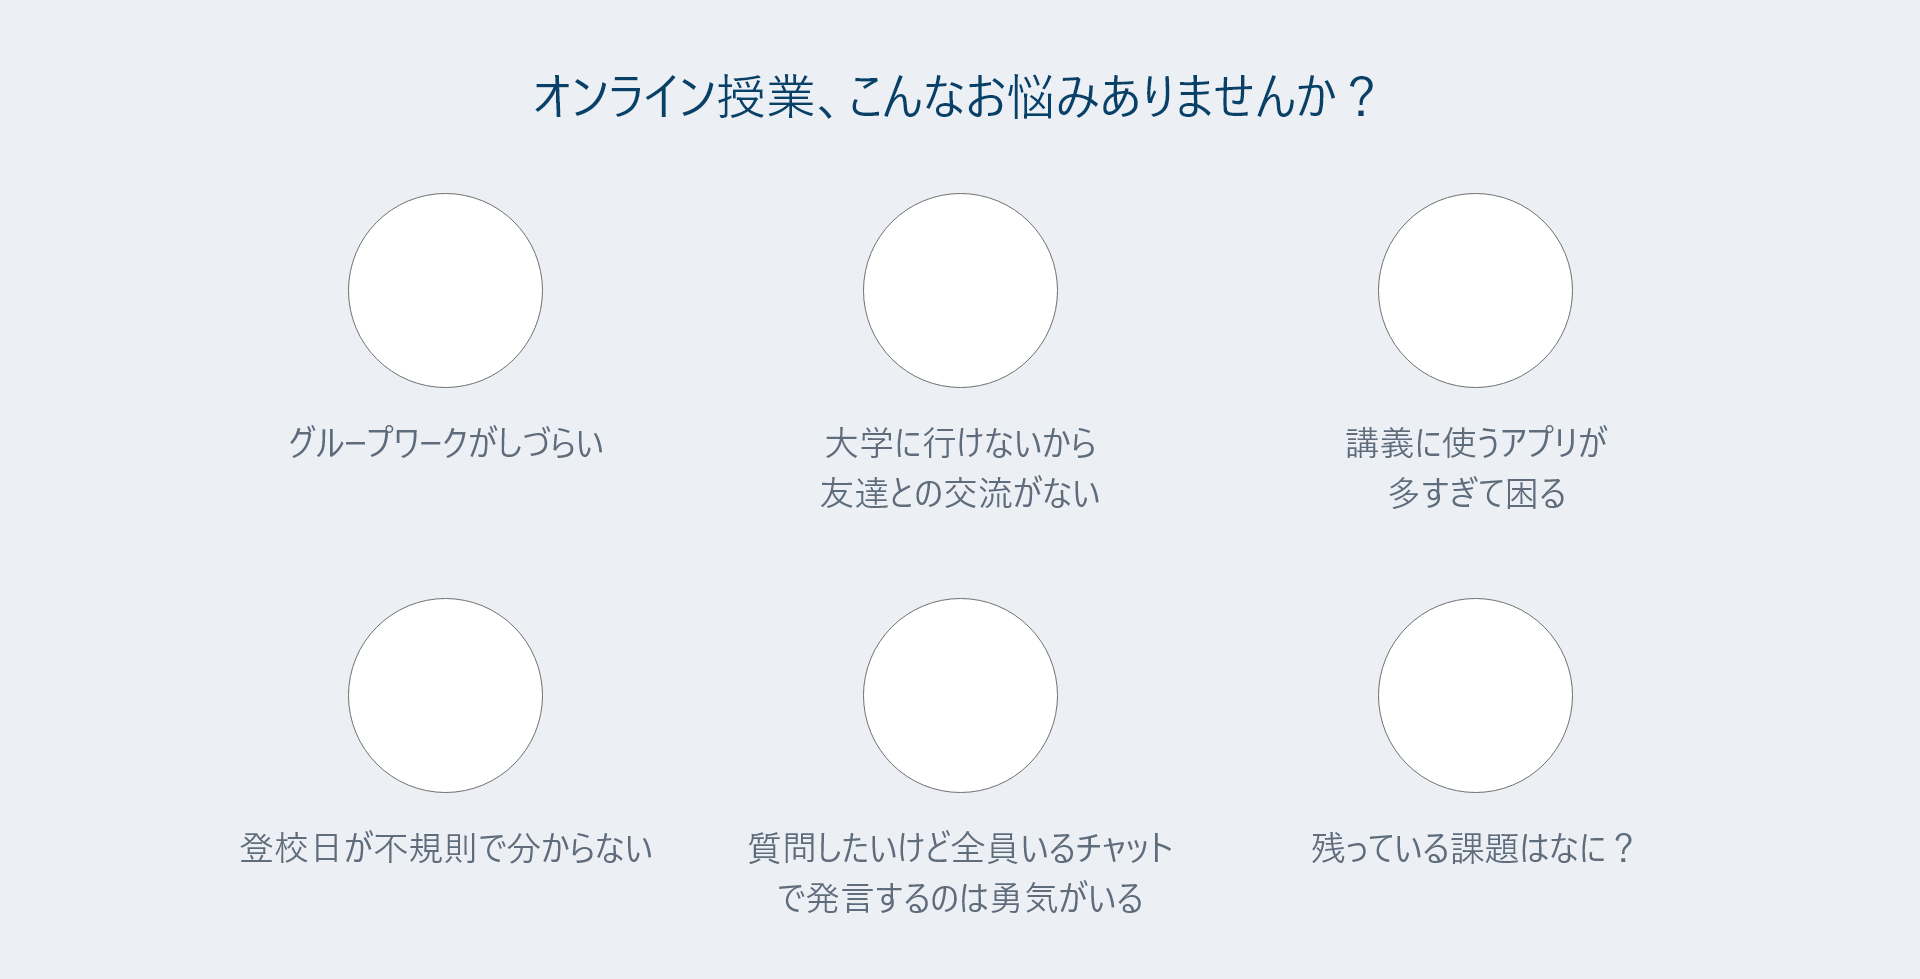 オンライン授業、こんなお悩みありませんか？
グループワークがしづらい
大学に行けないから
友達との交流がない
講義に使うアプリが
多すぎて困る
登校日が不規則で分からない
質問したいけど全員いるチャット
で発言するのは勇気がいる
残っている課題はなに？